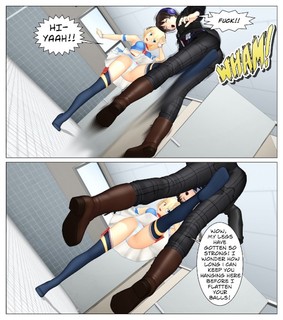 HI-
YAAH!!
FUCK!!
WHAM!
WOW,
MY LEGS
HAVE
GOTTEN SO
STRONG! I
WONDER HOW
LONG I CAN
KEEP YOU
HANGING HERE
BEFORE I
FLATTEN
YOUR
BALLS!